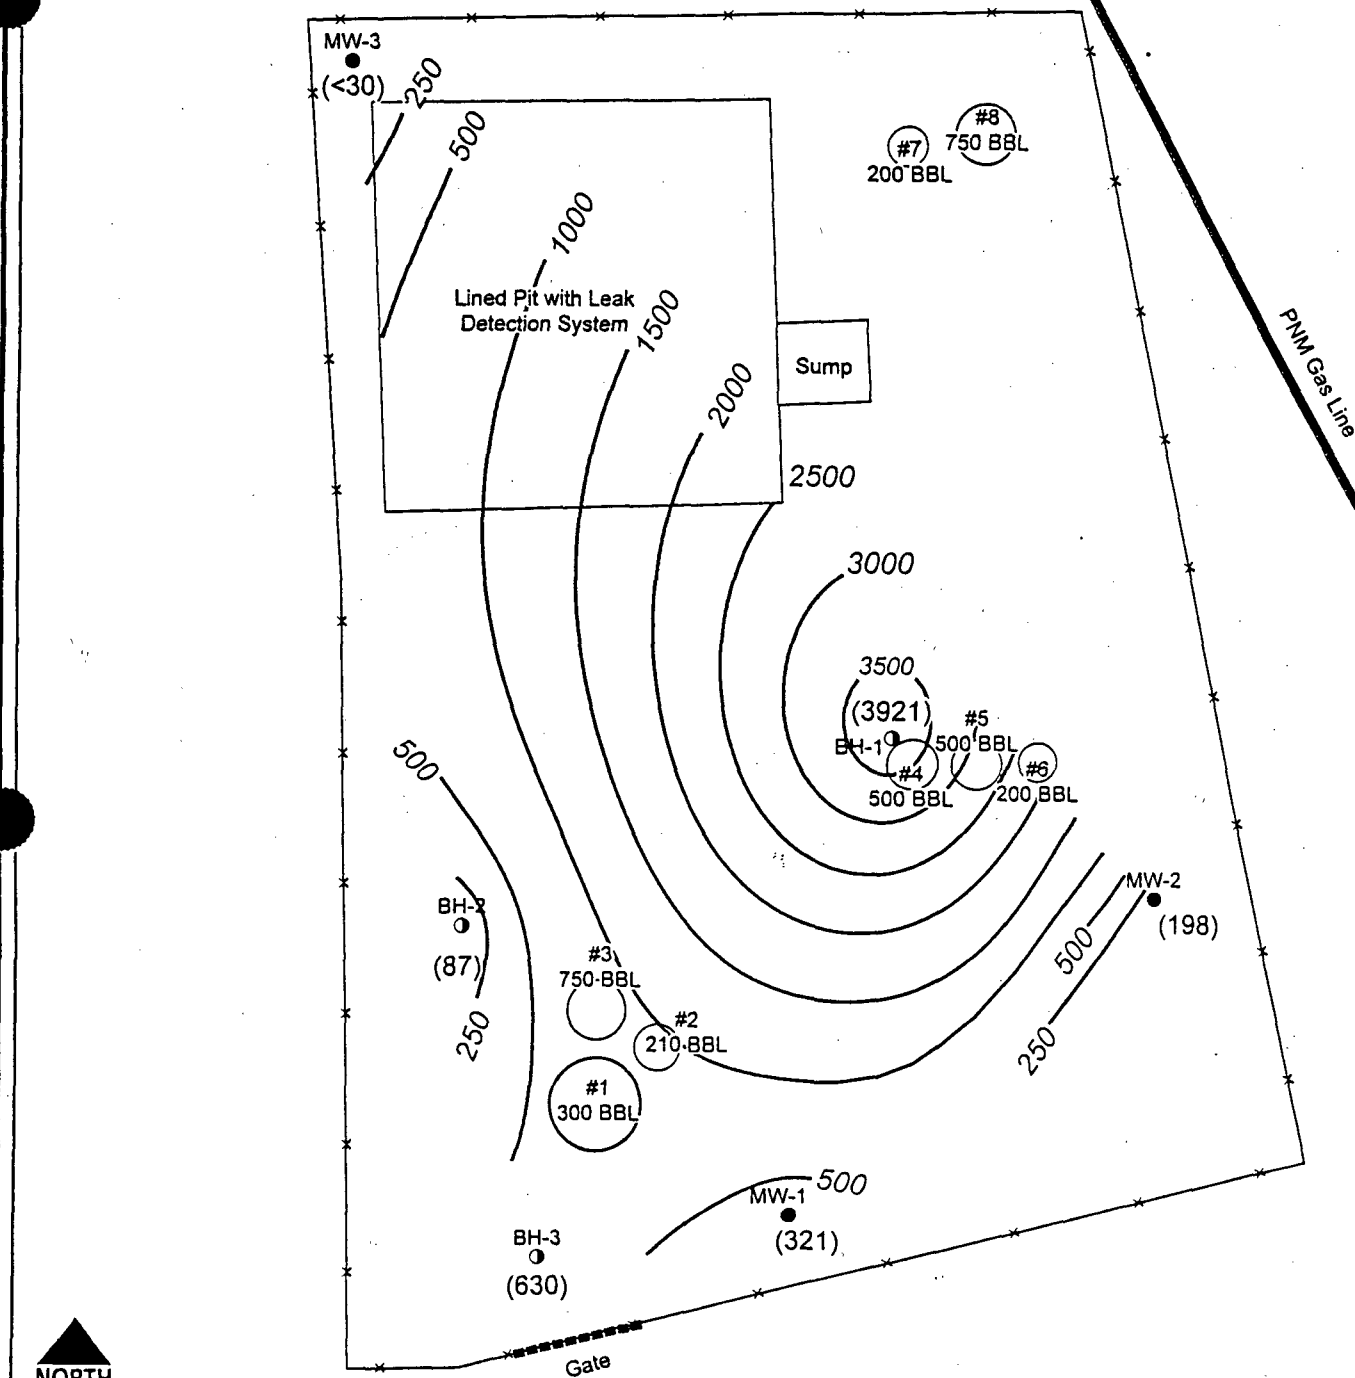 MW-3
(<30)
250
500
#7
200 BBL
#8
750 BBL
1000
Lined Pit with Leak
Detection System
1500
Sump
PNM Gas Line
2000
2500
3000
3500
(3921)
BH-1
#5
500 BBL
#4
500 BBL
#6
200 BBL
500
MW-2
(198)
BH-2
(87)
250
500
250
#3
750 BBL
#2
210 BBL
#1
300 BBL
500
MW-1
(321)
BH-3
(630)
Gate
NORTH